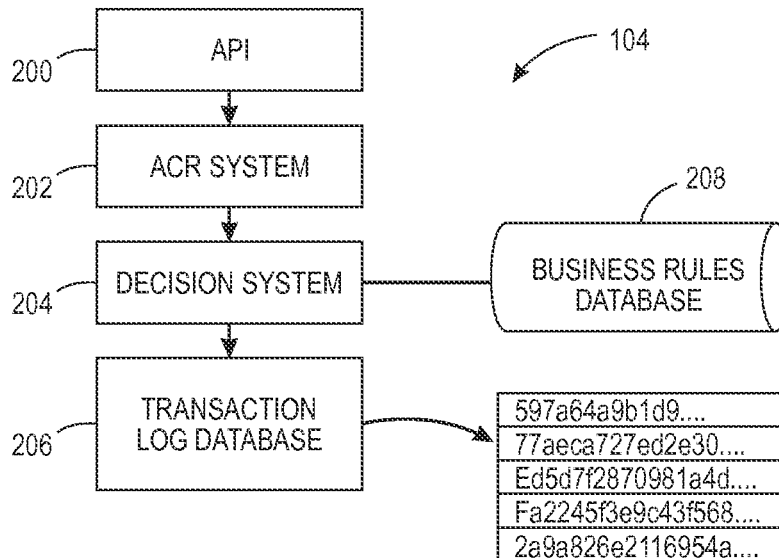 API
104
200
ACR SYSTEM
202
208
DECISION SYSTEM
204
BUSINESS RULES
DATABASE
TRANSACTION
LOG DATABASE
206
597a64a9b1d9....
77aeca727ed2e30....
Ed5d7f2870981a4d....
Fa2245f3e9c43f568....
2a9a826e2116954a....